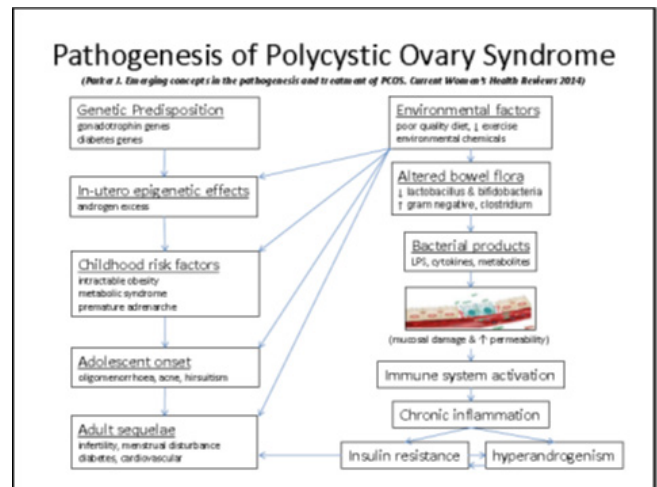 Pathogenesis of Polycystic Ovary Syndrome
(Parker J. Emerging concepts in the pathogenesis and treatment of PCOS. Current Women's Health Reviews 2014)
Genetic Predisposition
gonadotrophin genes
diabetes genes
In-utero epigenetic effects
androgen excess
Childhood risk factors
intractable obesity
metabolic syndrome
premature adrenarche
Adolescent onset
oligomenorrhoea, acne, hirsuitism
Adult sequelae
infertility, menstrual disturbance
diabetes, cardiovascular
Environmental factors
poor quality diet, ↓ exercise
environmental chemicals
Altered bowel flora
↓ lactobacillus & bifidobacteria
↑ gram negative, clostridium
Bacterial products
LPS, cytokines, metabolites
(mucosal damage & ↑ permeability)
Immune system activation
Chronic inflammation
Insulin resistance
hyperandrogenism